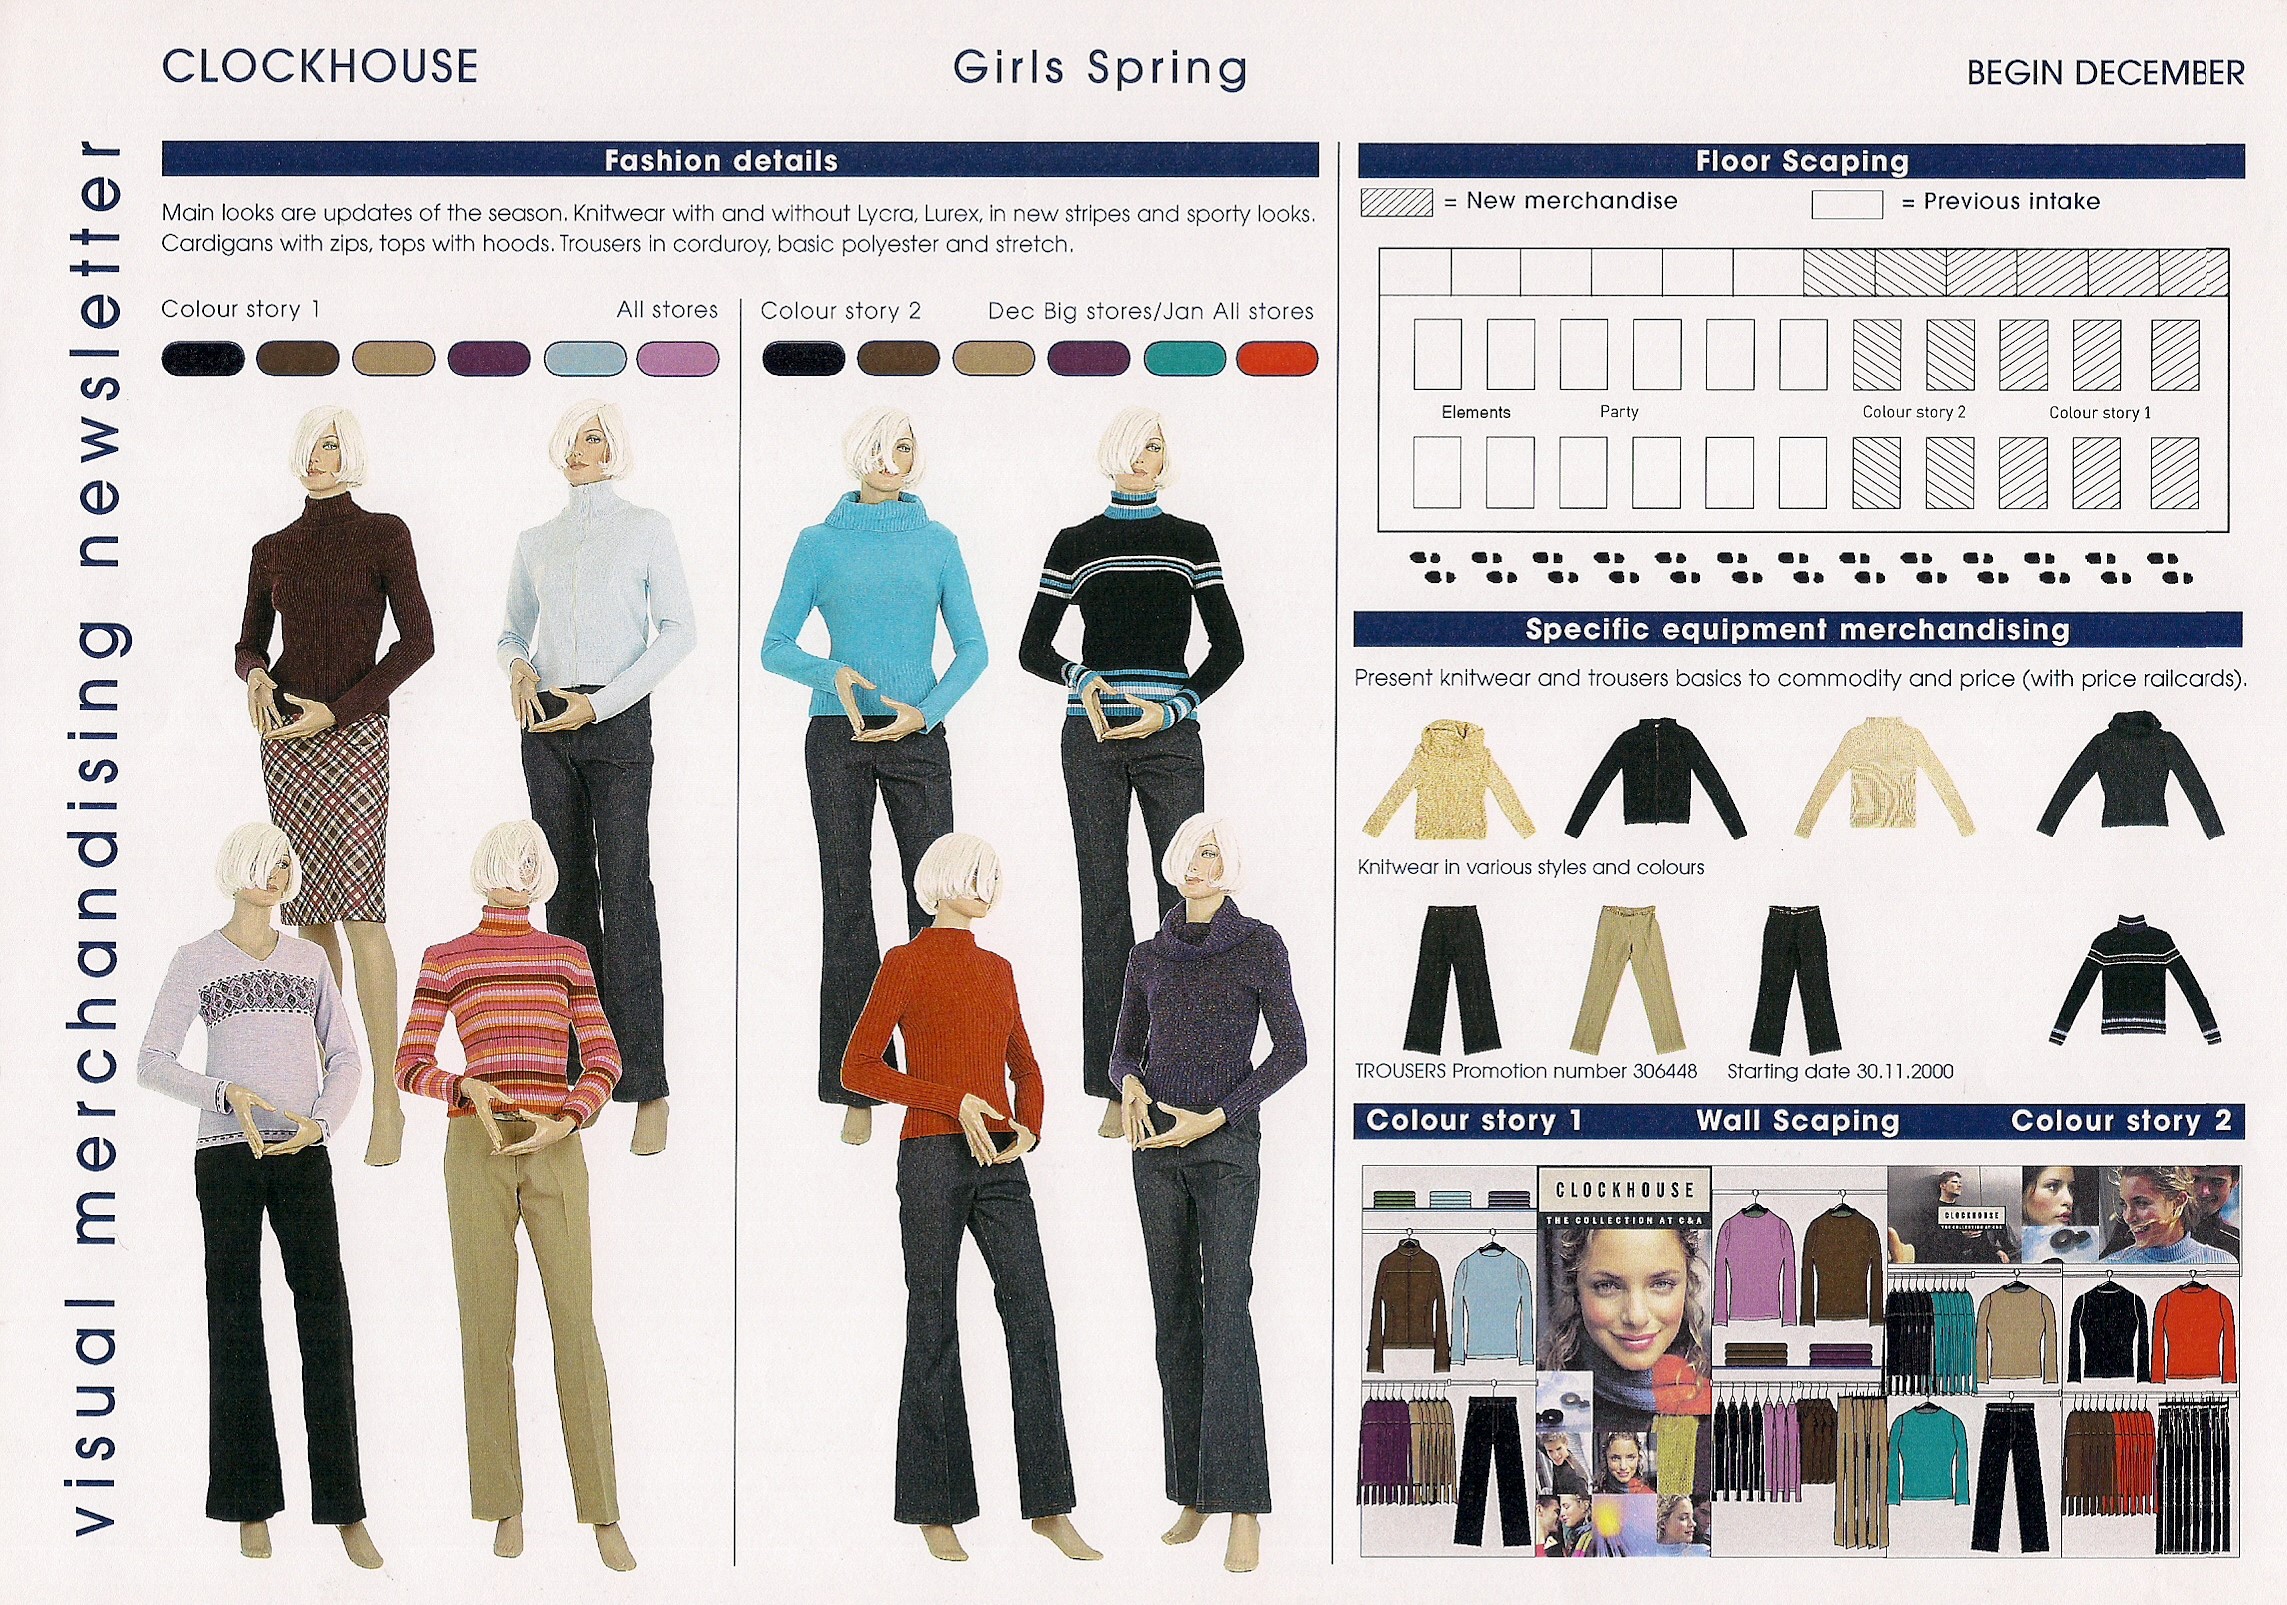 CLOCKHOUSE
Girls Spring
BEGIN DECEMBER
visual merchandising newsletter
Fashion details
Main looks are updates of the season. Knitwear with and without Lycra, Lurex, in new stripes and sporty looks.
Cardigans with zips, tops with hoods. Trousers in corduroy, basic polyester and stretch.
Colour story 1
All stores
Colour story 2
Dec Big stores/Jan All stores
Floor Scaping
= New merchandise
= Previous intake
Elements
Party
Colour story 2
Colour story 1
Specific equipment merchandising
Present knitwear and trousers basics to commodity and price (with price railcards).
Knitwear in various styles and colours
TROUSERS Promotion number 306448
Starting date 30.11.2000
Colour story 1
Wall Scaping
Colour story 2
CLOCKHOUSE
THE COLLECTION AT C&A
CLOCKHOUSE
THE COLLECTION AT C&A